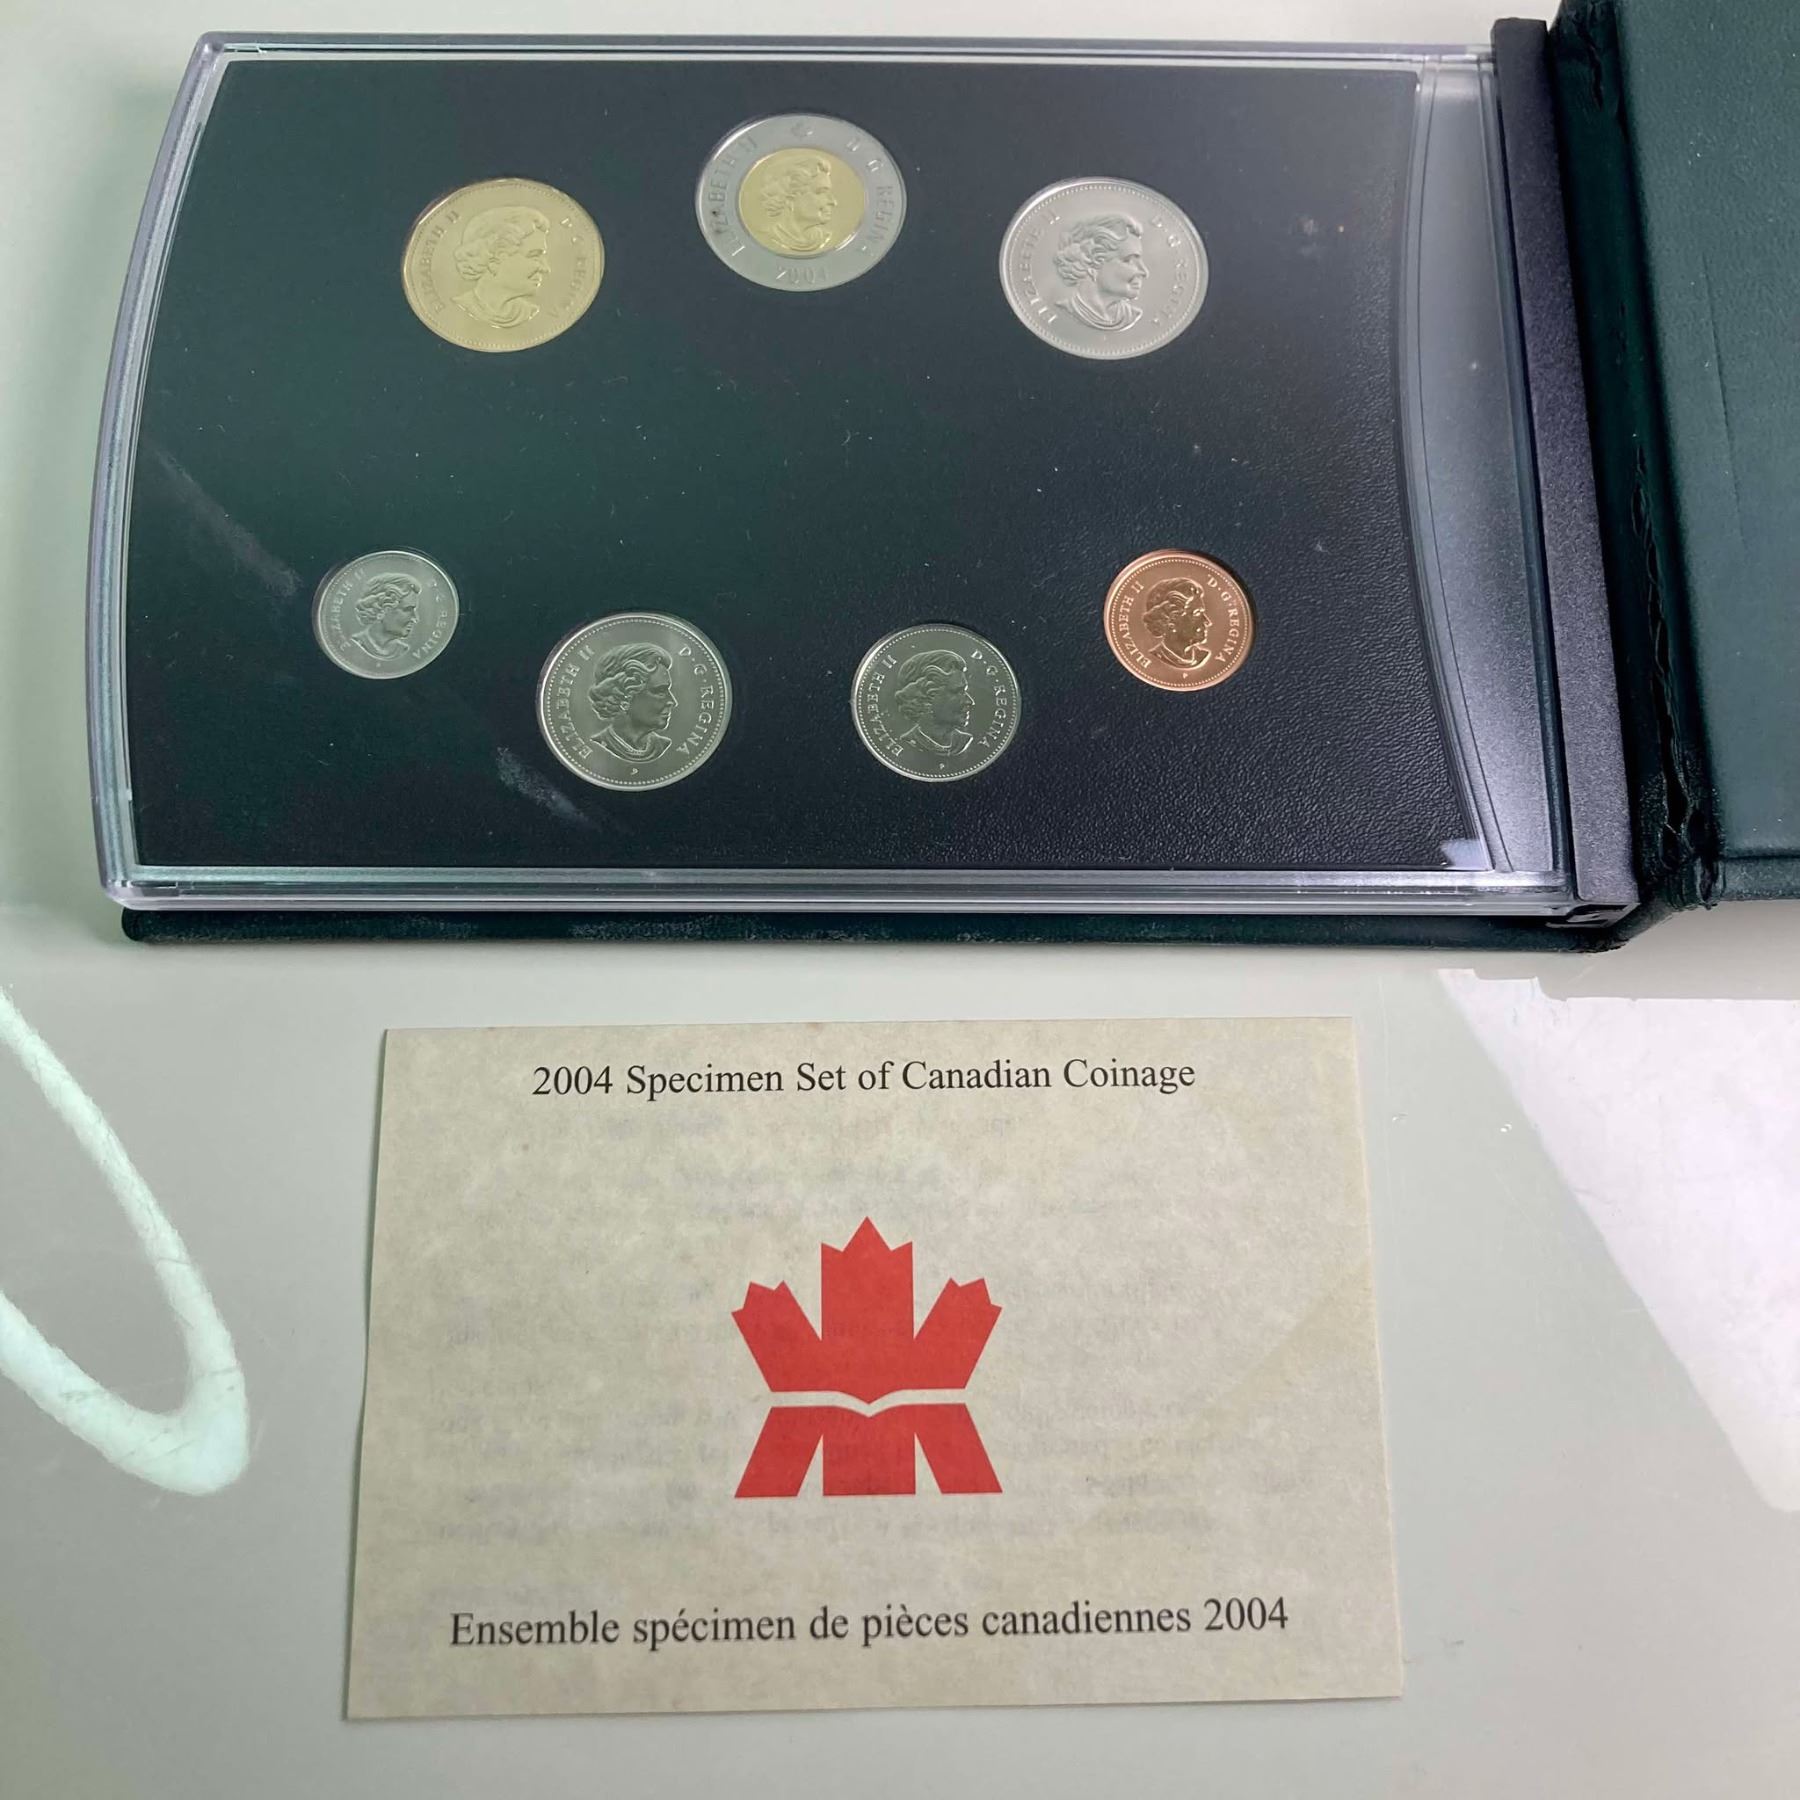 ELIZABETH II D·G·REGINA
ELIZABETH II D·G·REGINA
2004
ELIZABETH II D·G·REGINA
ELIZABETH II D·G·REGINA
P
ELIZABETH II D·G·REGINA
P
ELIZABETH II D·G·REGINA
P
ELIZABETH II D·G·REGINA
P
2004 Specimen Set of Canadian Coinage
Ensemble spécimen de pièces canadiennes 2004